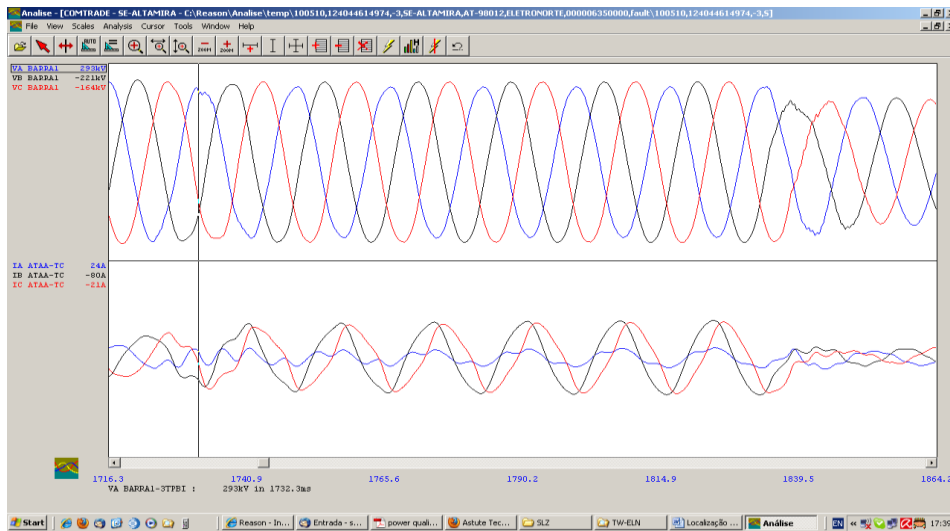 Analise - [COMTRADE - SE-ALTAMIRA - C:\Reason\Analise\temp\100510,124044614974,-3,SE-ALTAMIRA,AT-98012,ELETRONORTE,000006350000,fault\100510,124044614974,-3,S]
File View Scales Analysis Cursor Tools Window Help
AUTO
ZOOM ZOOM
VA BARRA1 293kV
VB BARRA1 -221kV
VC BARRA1 -164kV
IA ATAA-TC 24A
IB ATAA-TC -80A
IC ATAA-TC -21A
1716.3 1740.9 1765.6 1790.2 1814.9 1839.5 1864.2
VA BARRA1-3TPBI : 293kV in 1732.3ms
Start
Reason - In...
Entrada - s...
power quali...
Astute Tec...
SLZ
TW-ELN
Localização ...
Análise
EN
17:39